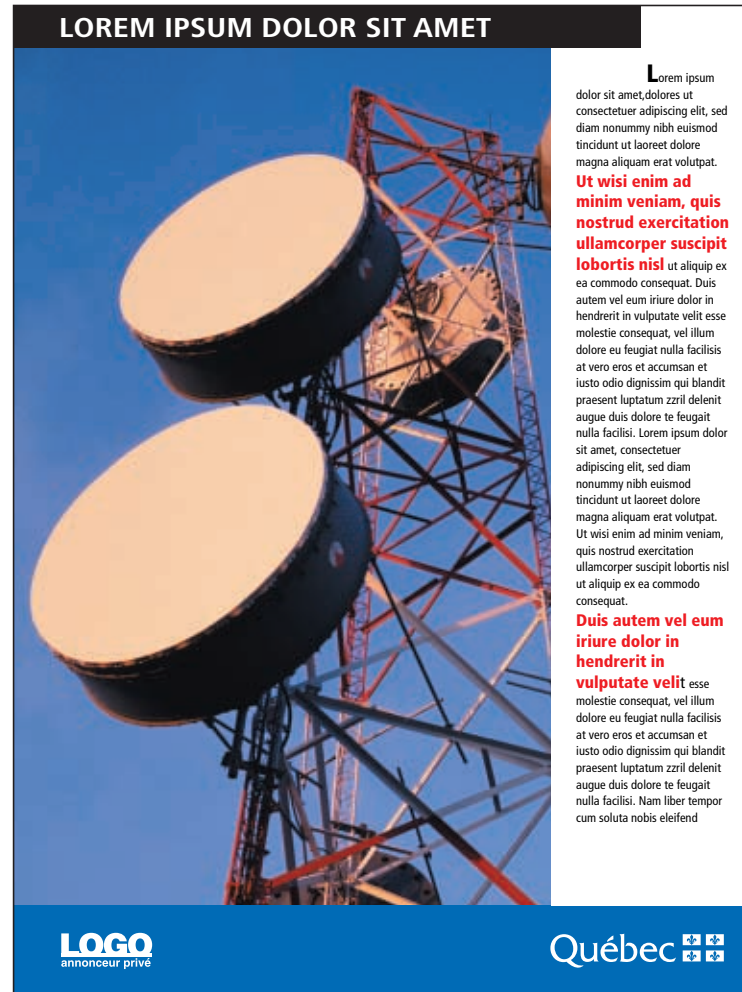 LOREM IPSUM DOLOR SIT AMET
Lorem ipsum
dolor sit amet,dolores ut
consectetuer adipiscing elit, sed
diam nonummy nibh euismod
tincidunt ut laoreet dolore
magna aliquam erat volutpat.
Ut wisi enim ad
minim veniam, quis
nostrud exercitation
ullamcorper suscipit
lobortis nisl ut aliquip ex
ea commodo consequat. Duis
autem vel eum iriure dolor in
hendrerit in vulputate velit esse
molestie consequat, vel illum
dolore eu feugiat nulla facilisis
at vero eros et accumsan et
iusto odio dignissim qui blandit
praesent luptatum zzril delenit
augue duis dolore te feugait
nulla facilisi. Lorem ipsum dolor
sit amet, consectetuer
adipiscing elit, sed diam
nonummy nibh euismod
tincidunt ut laoreet dolore
magna aliquam erat volutpat.
Ut wisi enim ad minim veniam,
quis nostrud exercitation
ullamcorper suscipit lobortis nisl
ut aliquip ex ea commodo
consequat.
Duis autem vel eum
iriure dolor in
hendrerit in
vulputate velit esse
molestie consequat, vel illum
dolore eu feugiat nulla facilisis
at vero eros et accumsan et
iusto odio dignissim qui blandit
praesent luptatum zzril delenit
augue duis dolore te feugait
nulla facilisi. Nam liber tempor
cum soluta nobis eleifend
LOGO
annonceur privé
Québec